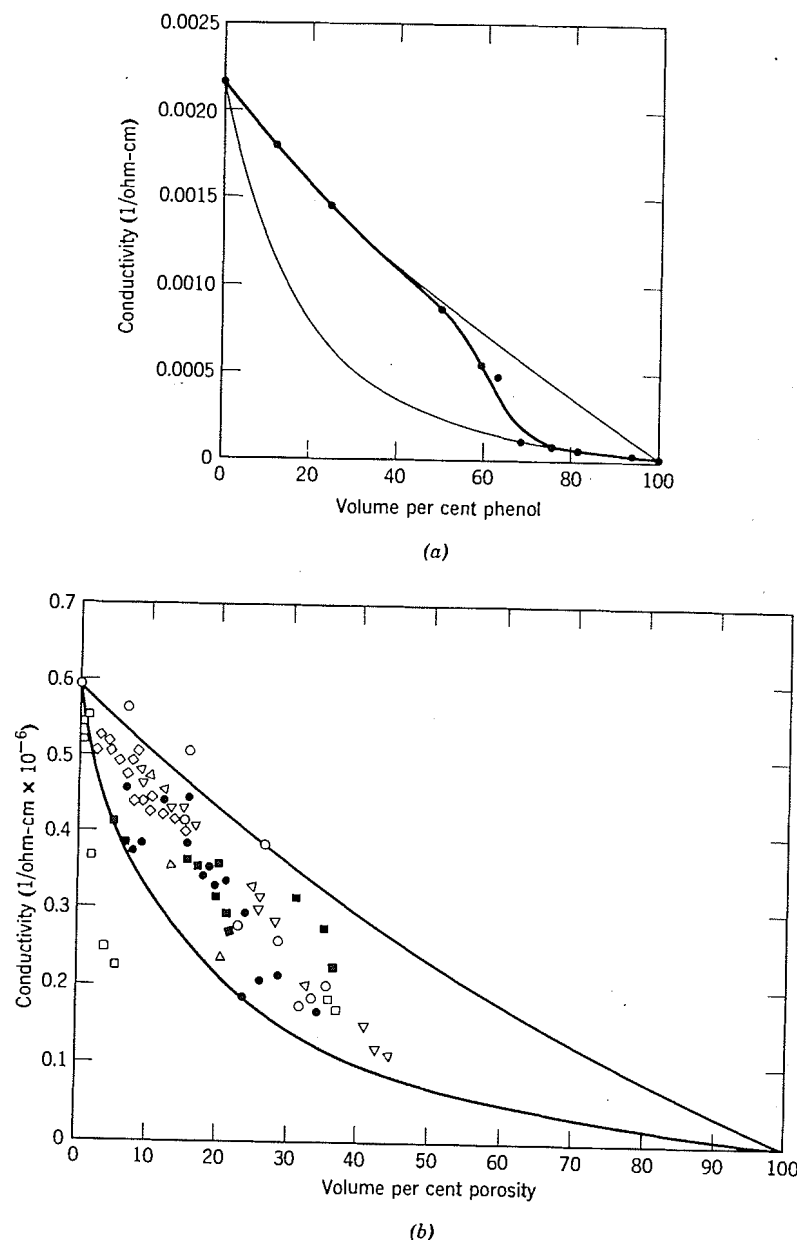 0.0025
0.0020
0.0015
0.0010
0.0005
0
Conductivity (1/ohm-cm)
0 20 40 60 80 100
Volume per cent phenol
(a)
0.7
0.6
0.5
0.4
0.3
0.2
0.1
0
Conductivity (1/ohm-cm × 10⁻⁶)
0 10 20 30 40 50 60 70 80 90 100
Volume per cent porosity
(b)